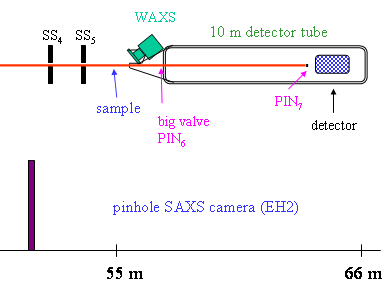 WAXS
SS4 SS5
10 m detector tube
sample
big valve
PIN6
PIN7
detector
pinhole SAXS camera (EH2)
55 m
66 m